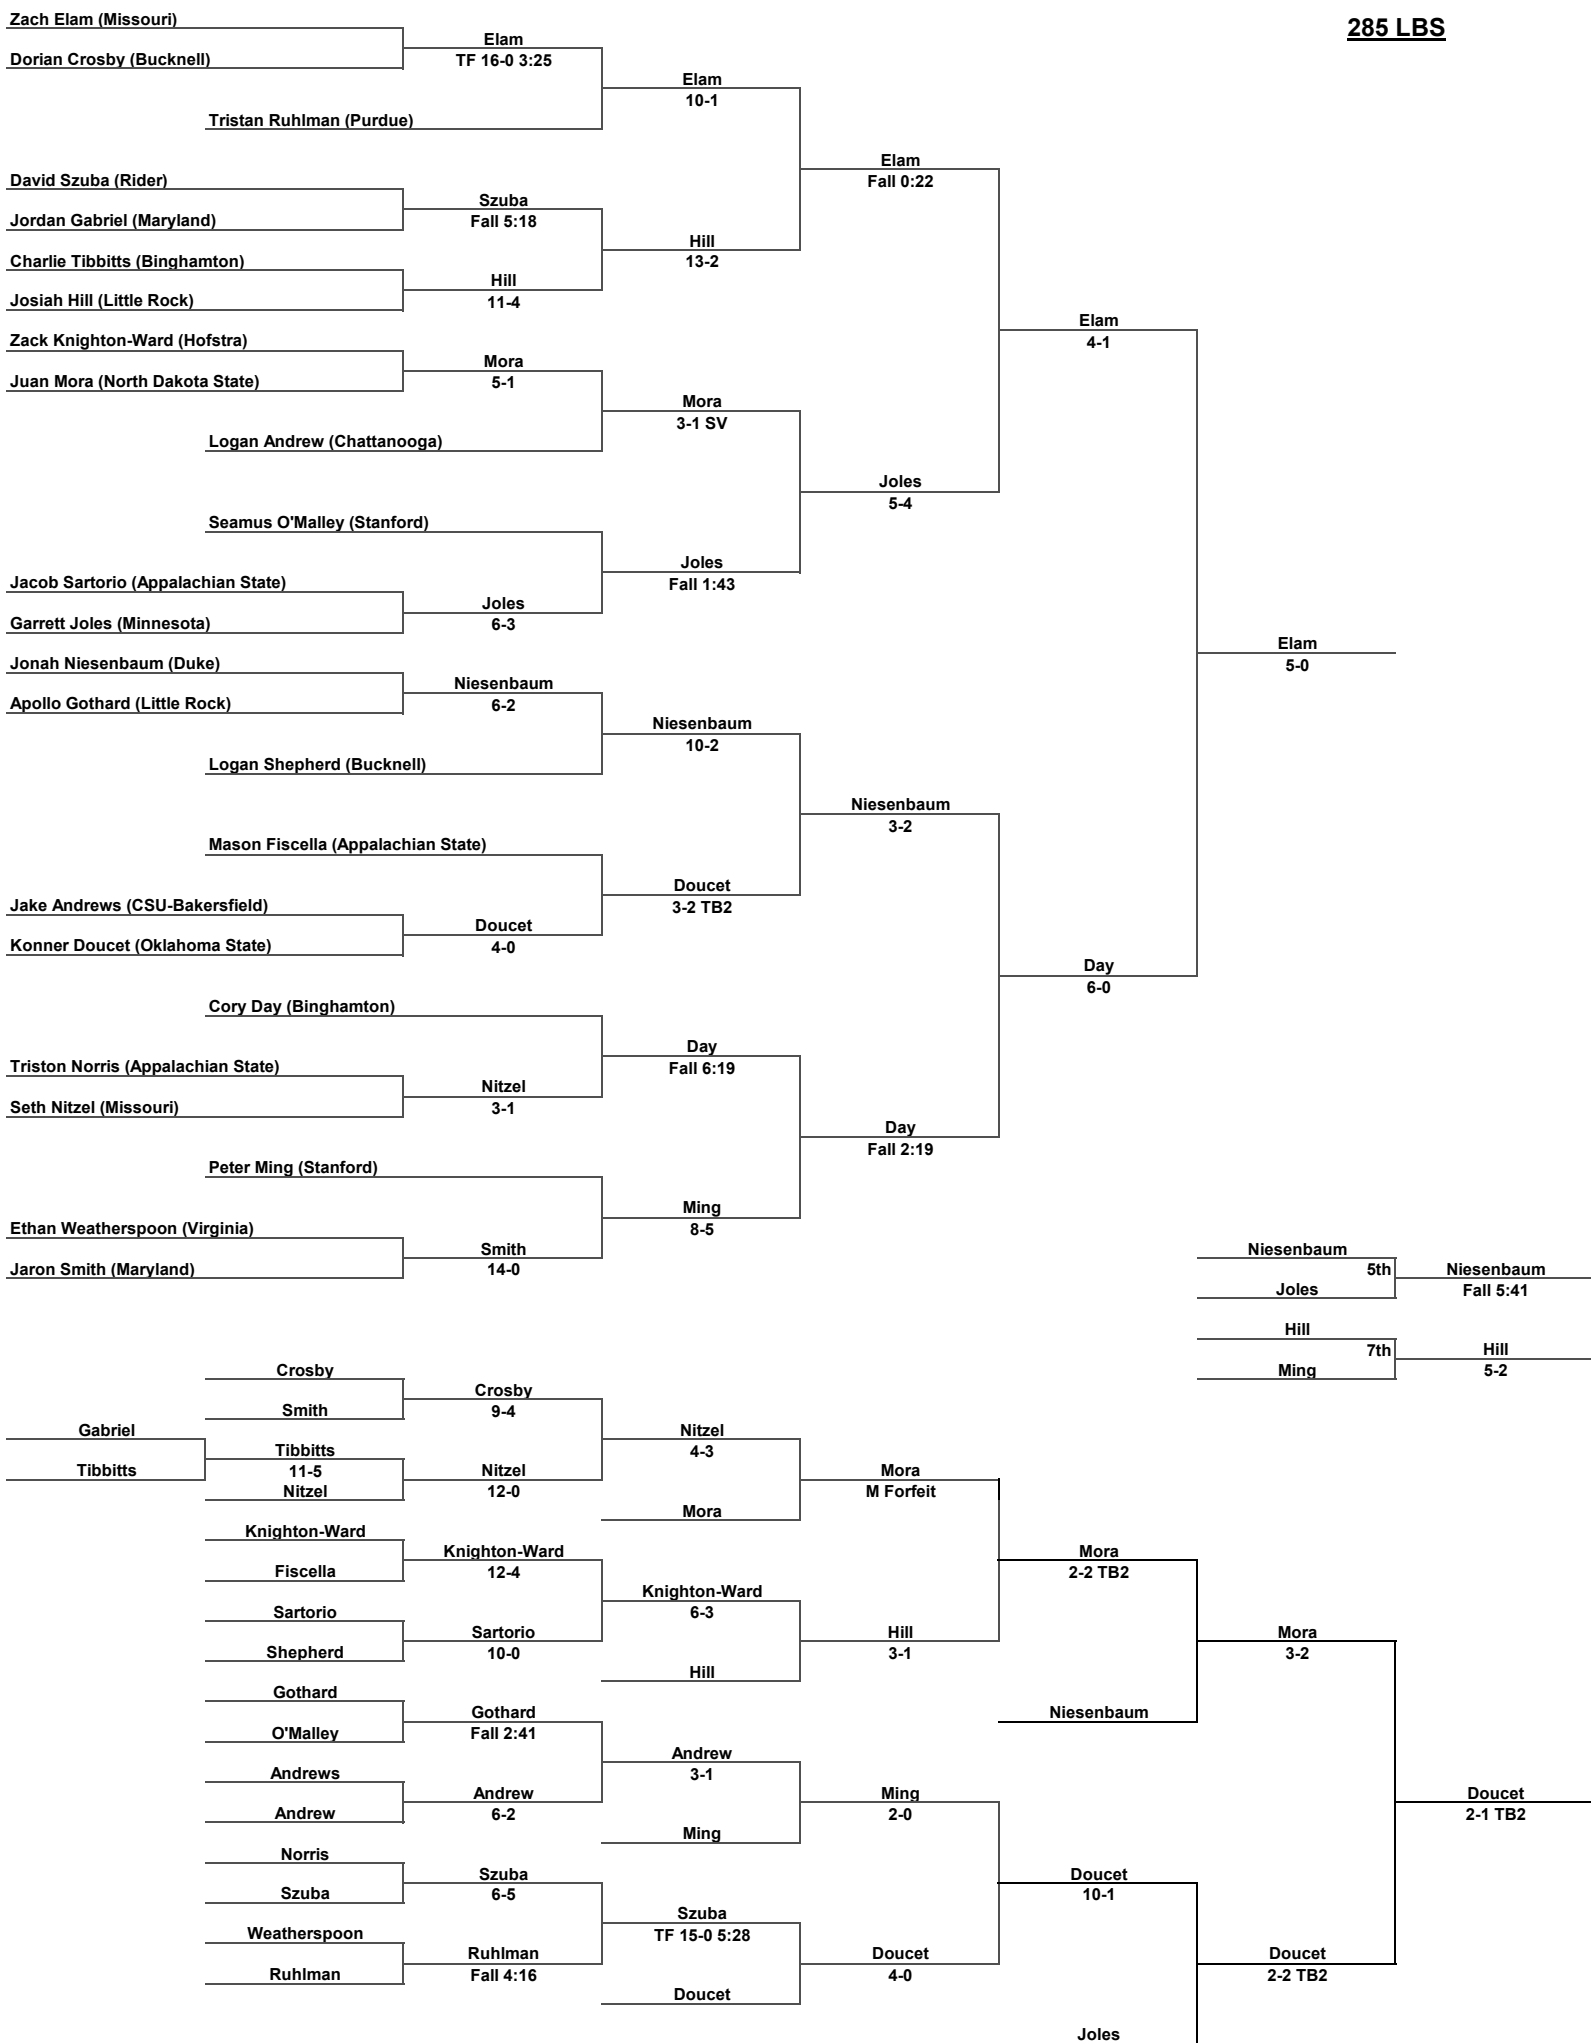 Zach Elam (Missouri)
285 LBS
Elam
Dorian Crosby (Bucknell)
TF 16-0 3:25
Elam
10-1
Tristan Ruhlman (Purdue)
Elam
David Szuba (Rider)
Fall 0:22
Szuba
Jordan Gabriel (Maryland)
Fall 5:18
Hill
Charlie Tibbitts (Binghamton)
13-2
Hill
Josiah Hill (Little Rock)
11-4
Elam
Zack Knighton-Ward (Hofstra)
4-1
Mora
Juan Mora (North Dakota State)
5-1
Mora
3-1 SV
Logan Andrew (Chattanooga)
Joles
5-4
Seamus O'Malley (Stanford)
Joles
Jacob Sartorio (Appalachian State)
Fall 1:43
Joles
Garrett Joles (Minnesota)
6-3
Elam
Jonah Niesenbaum (Duke)
5-0
Niesenbaum
Apollo Gothard (Little Rock)
6-2
Niesenbaum
10-2
Logan Shepherd (Bucknell)
Niesenbaum
3-2
Mason Fiscella (Appalachian State)
Doucet
Jake Andrews (CSU-Bakersfield)
3-2 TB2
Doucet
Konner Doucet (Oklahoma State)
4-0
Day
6-0
Cory Day (Binghamton)
Day
Triston Norris (Appalachian State)
Fall 6:19
Nitzel
Seth Nitzel (Missouri)
3-1
Day
Fall 2:19
Peter Ming (Stanford)
Ming
Ethan Weatherspoon (Virginia)
8-5
Smith
Niesenbaum
Jaron Smith (Maryland)
14-0
5th
Niesenbaum
Joles
Fall 5:41
Hill
7th
Hill
Crosby
Ming
5-2
Crosby
Smith
9-4
Gabriel
Nitzel
Tibbitts
4-3
Tibbitts
11-5
Nitzel
Mora
Nitzel
12-0
M Forfeit
Mora
Knighton-Ward
Knighton-Ward
Mora
Fiscella
12-4
2-2 TB2
Knighton-Ward
Sartorio
6-3
Sartorio
Hill
Mora
Shepherd
10-0
3-1
3-2
Hill
Gothard
Gothard
Niesenbaum
O'Malley
Fall 2:41
Andrew
Andrews
3-1
Andrew
Ming
Doucet
Andrew
6-2
2-0
2-1 TB2
Ming
Norris
Szuba
Doucet
Szuba
6-5
10-1
Szuba
Weatherspoon
TF 15-0 5:28
Ruhlman
Doucet
Doucet
Ruhlman
Fall 4:16
4-0
2-2 TB2
Doucet
Joles